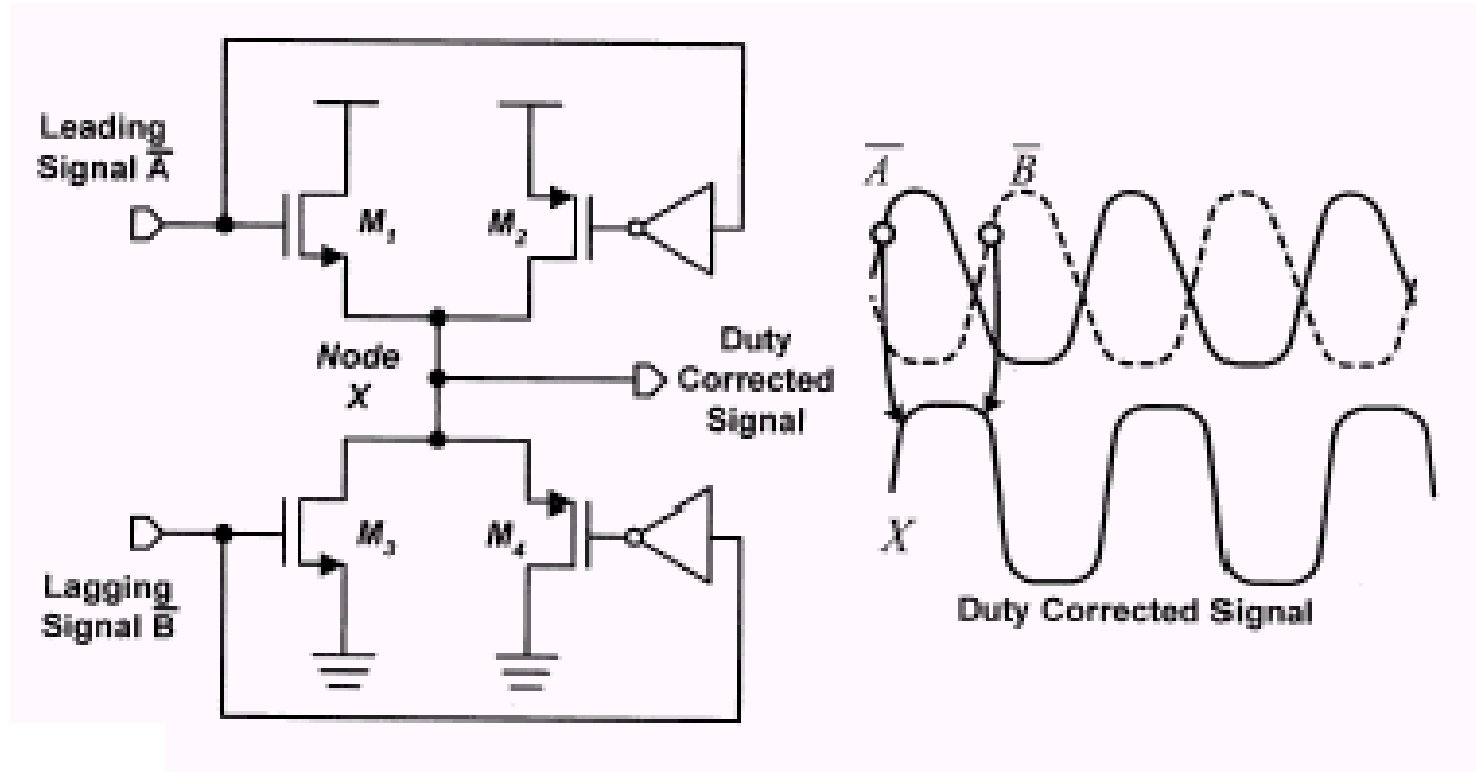 Leading
Signal A̅
M₁
M₂
Node
X
Duty
Corrected
Signal
M₃
M₄
Lagging
Signal B̅
A̅
B̅
X
Duty Corrected Signal